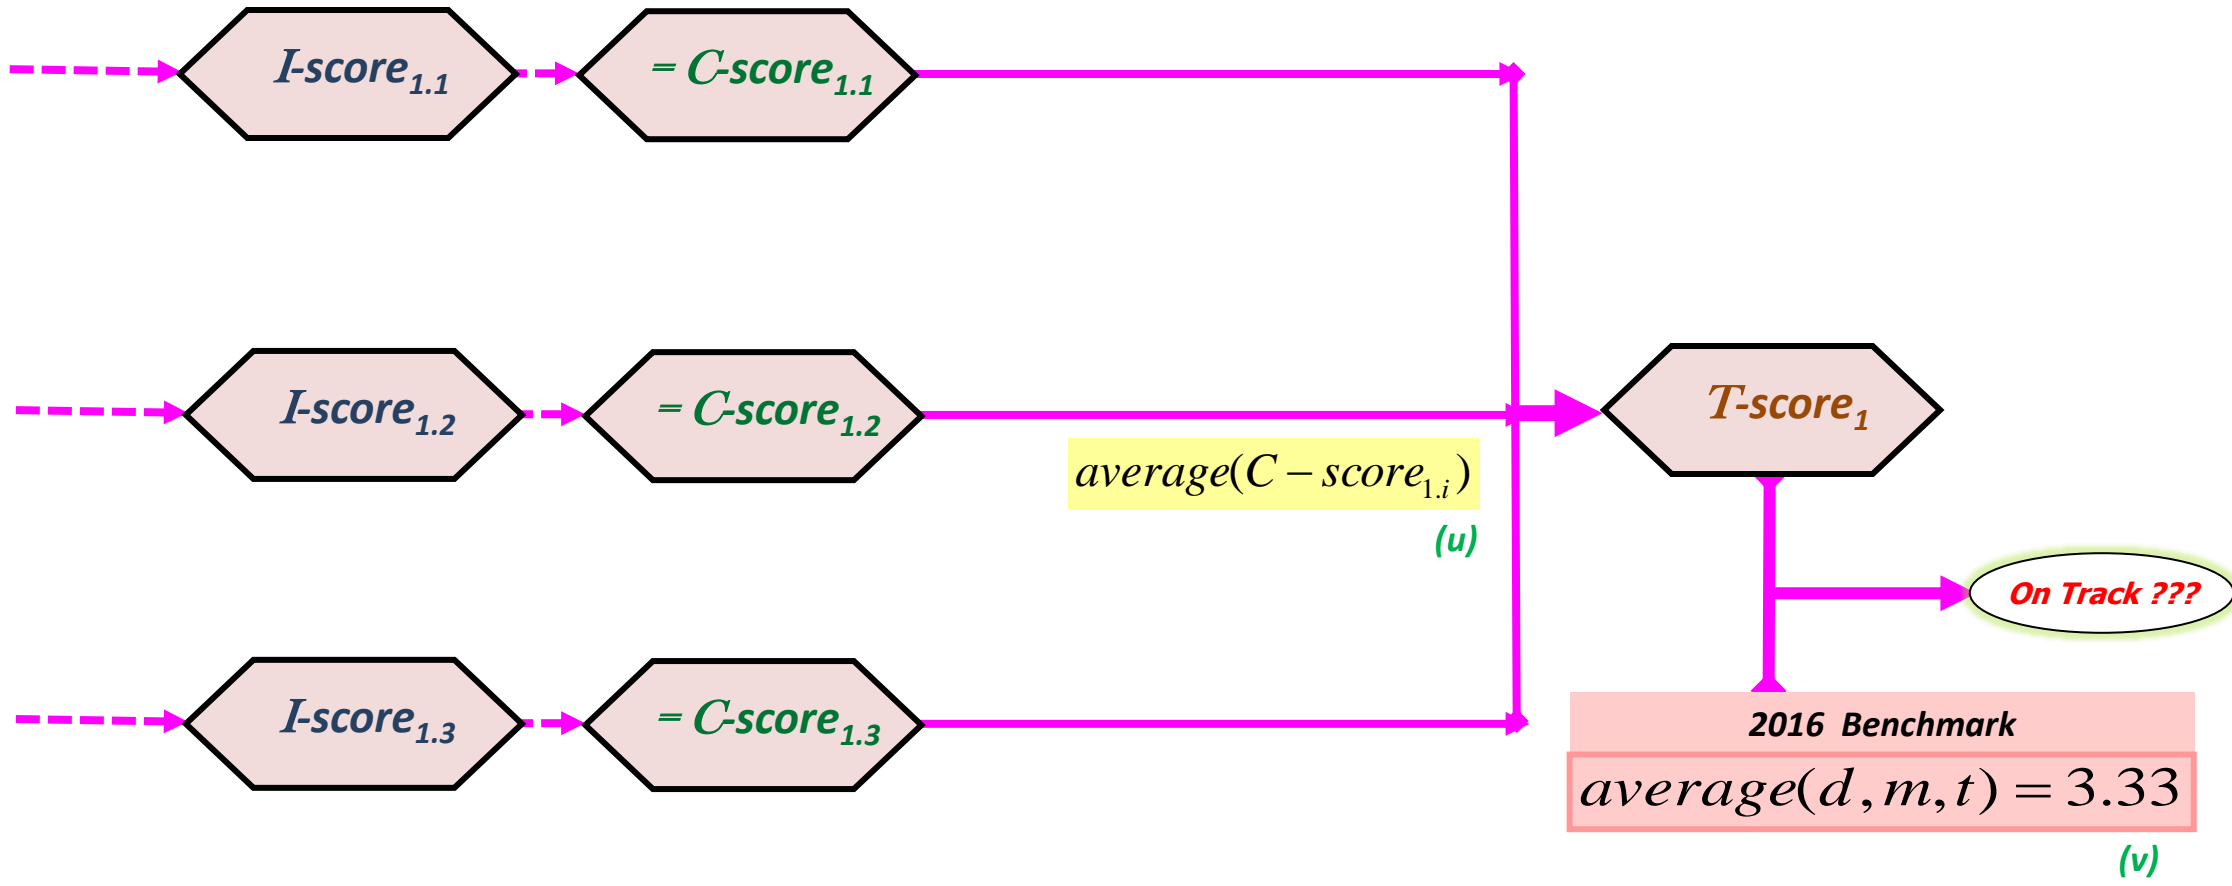 I-score1.1
= C-score1.1
I-score1.2
= C-score1.2
T-score1
average(C – score1.i)
(u)
On Track ???
I-score1.3
= C-score1.3
2016 Benchmark
average(d,m,t) = 3.33
(v)